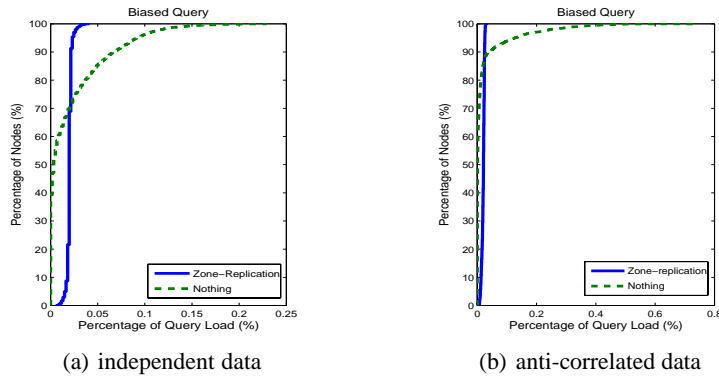 Biased Query
100
90
80
70
60
50
40
30
20
10
0
Percentage of Nodes (%)
Zone−Replication
Nothing
0 0.05 0.1 0.15 0.2 0.25
Percentage of Query Load (%)
(a) independent data
Biased Query
100
90
80
70
60
50
40
30
20
10
0
Percentage of Nodes (%)
Zone−replication
Nothing
0 0.2 0.4 0.6 0.8
Percentage of Query Load (%)
(b) anti-correlated data